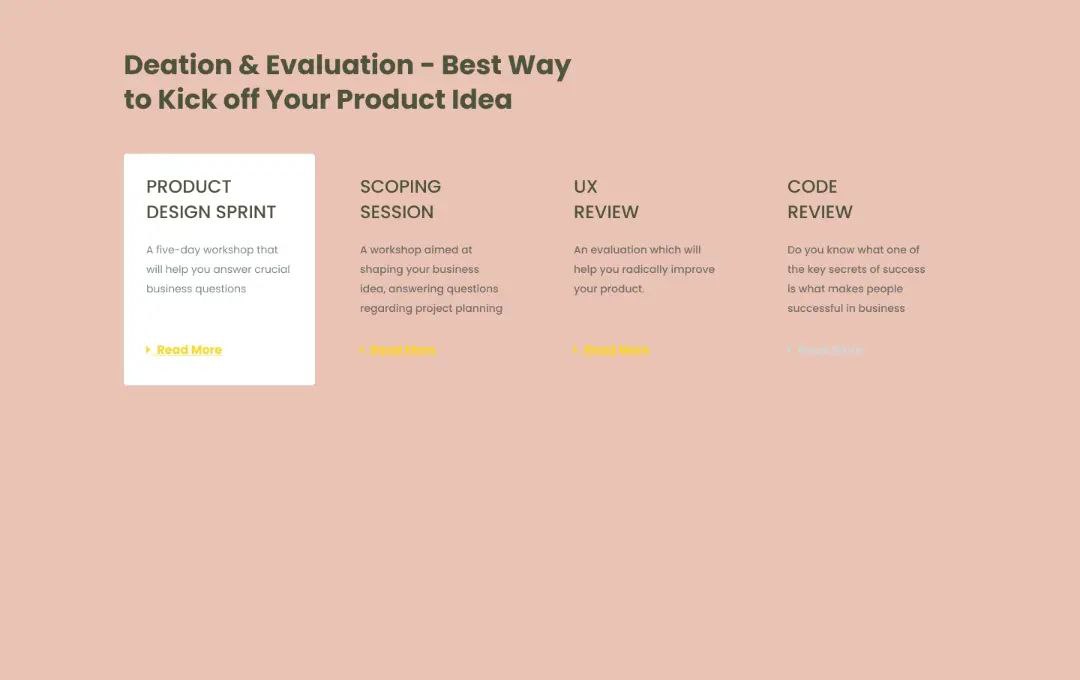 Deation & Evaluation - Best Way
to Kick off Your Product Idea
PRODUCT
DESIGN SPRINT
A five-day workshop that
will help you answer crucial
business questions
Read More
SCOPING
SESSION
A workshop aimed at
shaping your business
idea, answering questions
regarding project planning
Read More
UX
REVIEW
An evaluation which will
help you radically improve
your product.
Read More
CODE
REVIEW
Do you know what one of
the key secrets of success
is what makes people
successful in business
Read More